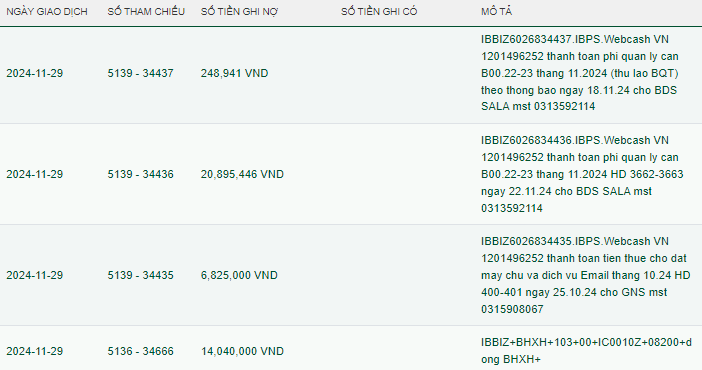 NGÀY GIAO DỊCH SỐ THAM CHIẾU SỐ TIỀN GHI NỢ SỐ TIỀN GHI CÓ MÔ TẢ
IBBIZ6026834437.IBPS.Webcash VN
1201496252 thanh toan phi quan ly can
2024-11-29 5139 - 34437 248,941 VND B00.22-23 thang 11.2024 (thu lao BQT)
theo thong bao ngay 18.11.24 cho BDS
SALA mst 0313592114
IBBIZ6026834436.IBPS.Webcash VN
1201496252 thanh toan phi quan ly can
2024-11-29 5139 - 34436 20,895,446 VND B00.22-23 thang 11.2024 HD 3662-3663
ngay 22.11.24 cho BDS SALA mst
0313592114
IBBIZ6026834435.IBPS.Webcash VN
1201496252 thanh toan tien thue cho dat
2024-11-29 5139 - 34435 6,825,000 VND may chu va dich vu Email thang 10.24 HD
400-401 ngay 25.10.24 cho GNS mst
0315908067
2024-11-29 5136 - 34666 14,040,000 VND IBBIZ+BHXH+103+00+IC0010Z+08200+d
ong BHXH+